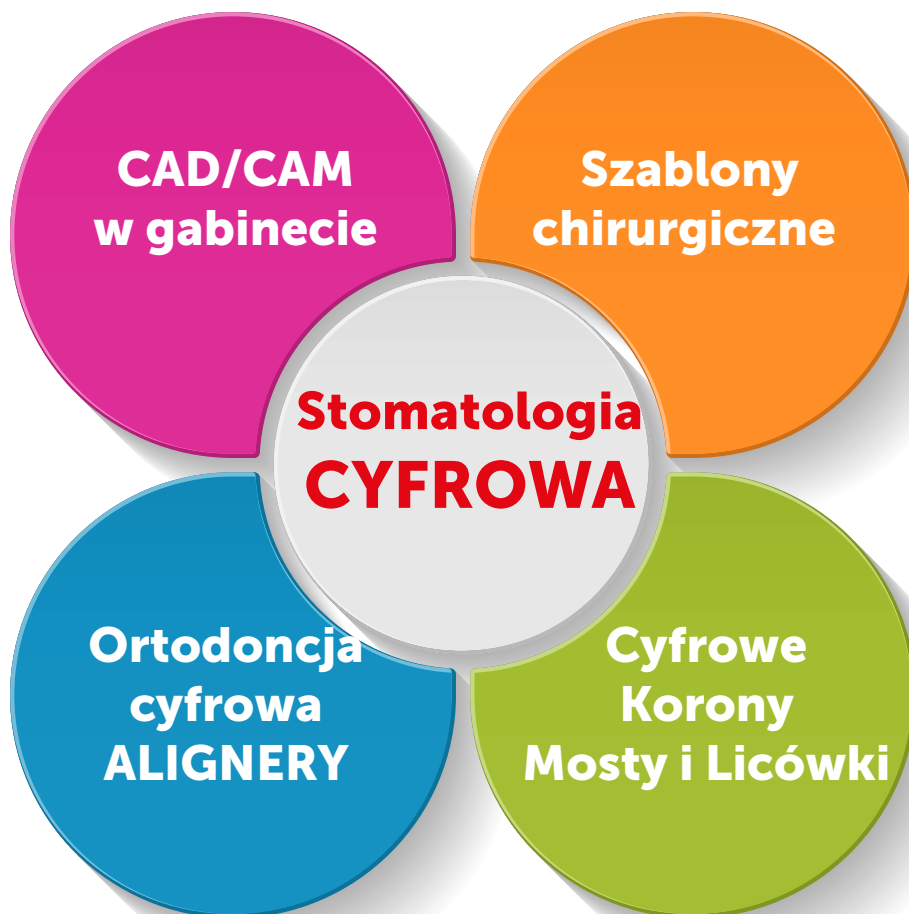 CAD/CAM
w gabinecie
Szablony
chirurgiczne
Stomatologia
CYFROWA
Ortodoncja
cyfrowa
ALIGNERY
Cyfrowe
Korony
Mosty i Licówki